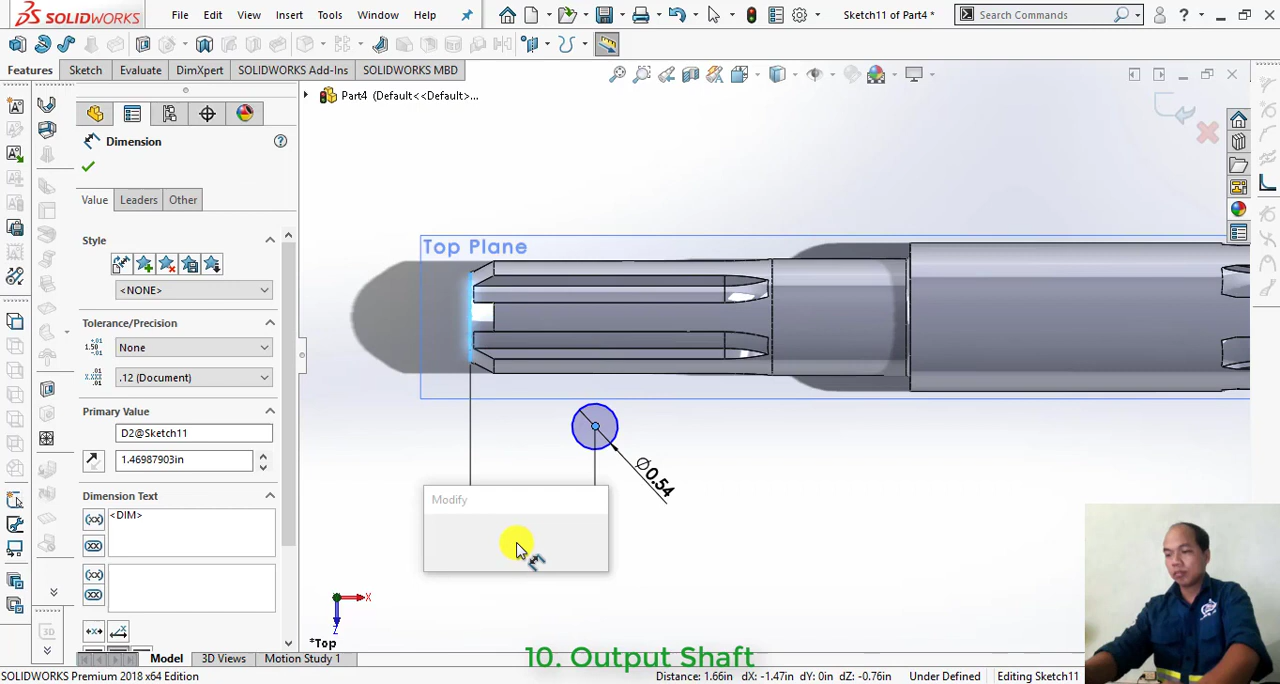 SOLIDWORKS
File Edit View Insert Tools Window Help
Sketch11 of Part4 *
Search Commands
?
Features Sketch Evaluate DimXpert SOLIDWORKS Add-Ins SOLIDWORKS MBD
Part4 (Default<<Default>...
Dimension
Value Leaders Other
Style
<NONE>
Tolerance/Precision
None
.12 (Document)
Primary Value
D2@Sketch11
1.46987903in
Dimension Text
<DIM>
Top Plane
Ø0.54
Modify
X
Z
*Top
10. Output Shaft
Model 3D Views Motion Study 1
SOLIDWORKS Premium 2018 x64 Edition
Distance: 1.66in dX: -1.47in dY: 0in dZ: -0.76in Under Defined Editing Sketch11